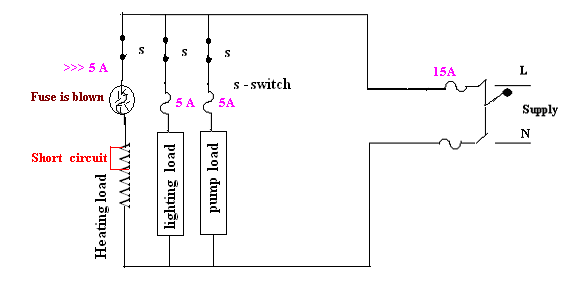 s
s
s
>>> 5 A
15A
L
s - switch
Fuse is blown
5 A
5A
Supply
N
Short circuit
Heating load
lighting load
pump load